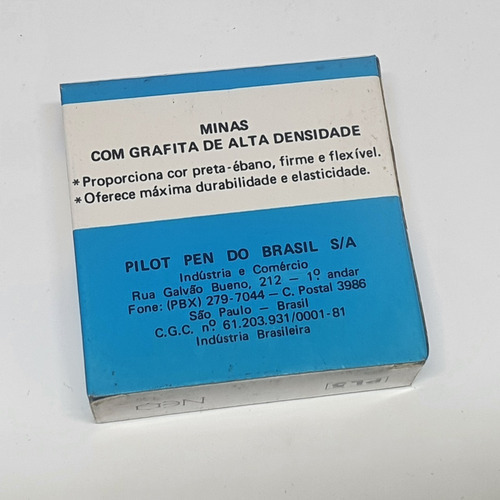 MINAS
COM GRAFITA DE ALTA DENSIDADE
*Proporciona cor preta-ébano, firme e flexível.
*Oferece máxima durabilidade e elasticidade.
PILOT PEN DO BRASIL S/A
Indústria e Comércio
Rua Galvão Bueno, 212 – 1º andar
Fone: (PBX) 279-7044 – C. Postal 3986
São Paulo – Brasil
C.G.C. nº 61.203.931/0001-81
Indústria Brasileira